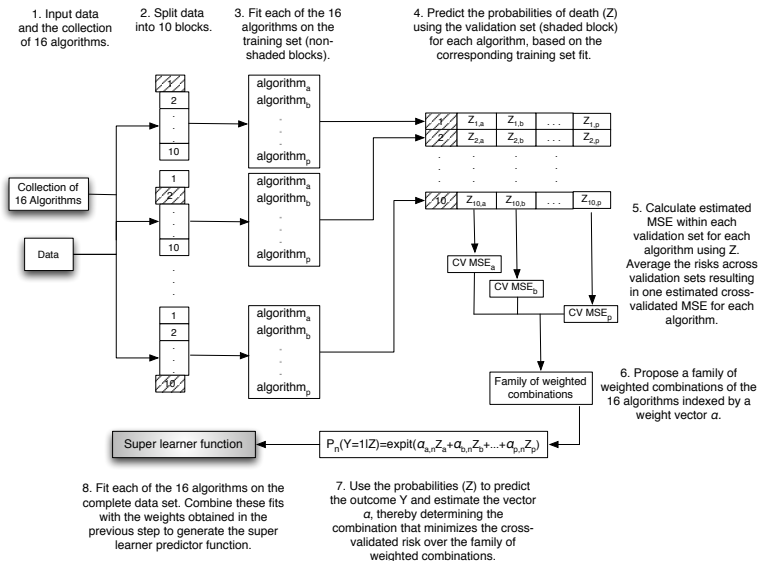 1. Input data
and the collection
of 16 algorithms.
2. Split data
into 10 blocks.
3. Fit each of the 16
algorithms on the
training set (non-
shaded blocks).
4. Predict the probabilities of death (Z)
using the validation set (shaded block)
for each algorithm, based on the
corresponding training set fit.
1
2
.
.
.
10
algorithm_a
algorithm_b
.
.
.
algorithm_p
1 Z_1,a Z_1,b . . . Z_1,p
2 Z_2,a Z_2,b . . . Z_2,p
. . . .
. . . .
. . . .
10 Z_10,a Z_10,b . . . Z_10,p
Collection of
16 Algorithms
Data
1
2
.
.
10
algorithm_a
algorithm_b
.
.
.
algorithm_p
.
.
.
1
2
.
.
.
10
algorithm_a
algorithm_b
.
.
.
algorithm_p
CV MSE_a
CV MSE_b
CV MSE_p
5. Calculate estimated
MSE within each
validation set for each
algorithm using Z.
Average the risks across
validation sets resulting
in one estimated cross-
validated MSE for each
algorithm.
Family of weighted
combinations
6. Propose a family of
weighted combinations of the
16 algorithms indexed by a
weight vector α.
Super learner function
P_n(Y=1|Z)=expit(α_a,nZ_a+α_b,nZ_b+...+α_p,nZ_p)
8. Fit each of the 16 algorithms on the
complete data set. Combine these fits
with the weights obtained in the
previous step to generate the super
learner predictor function.
7. Use the probabilities (Z) to predict
the outcome Y and estimate the vector
α, thereby determining the
combination that minimizes the cross-
validated risk over the family of
weighted combinations.